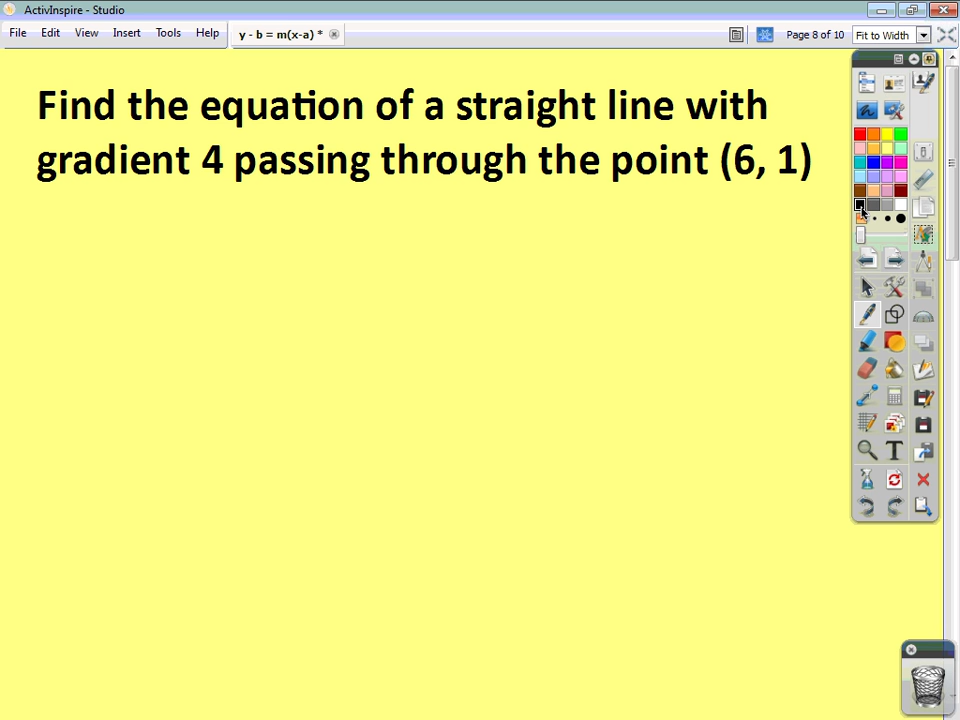 ActivInspire - Studio
File Edit View Insert Tools Help y - b = m(x-a) * Page 8 of 10 Fit to Width
Find the equation of a straight line with
gradient 4 passing through the point (6, 1)